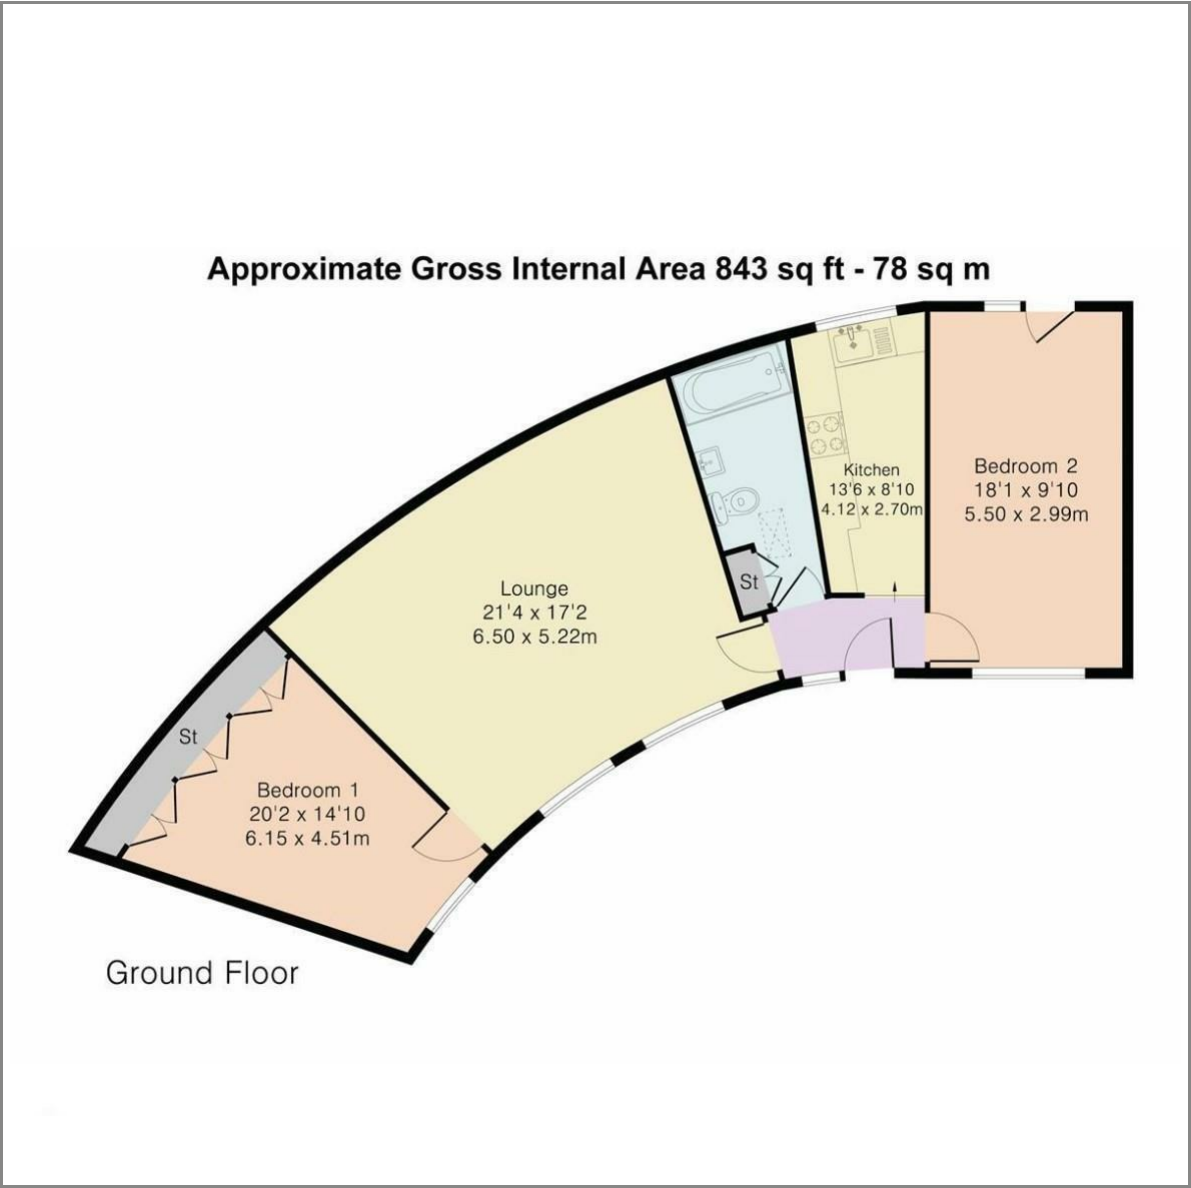 Approximate Gross Internal Area 843 sq ft - 78 sq m
Kitchen
13'6 x 8'10
4.12 x 2.70m
Bedroom 2
18'1 x 9'10
5.50 x 2.99m
St
Lounge
21'4 x 17'2
6.50 x 5.22m
St
Bedroom 1
20'2 x 14'10
6.15 x 4.51m
Ground Floor